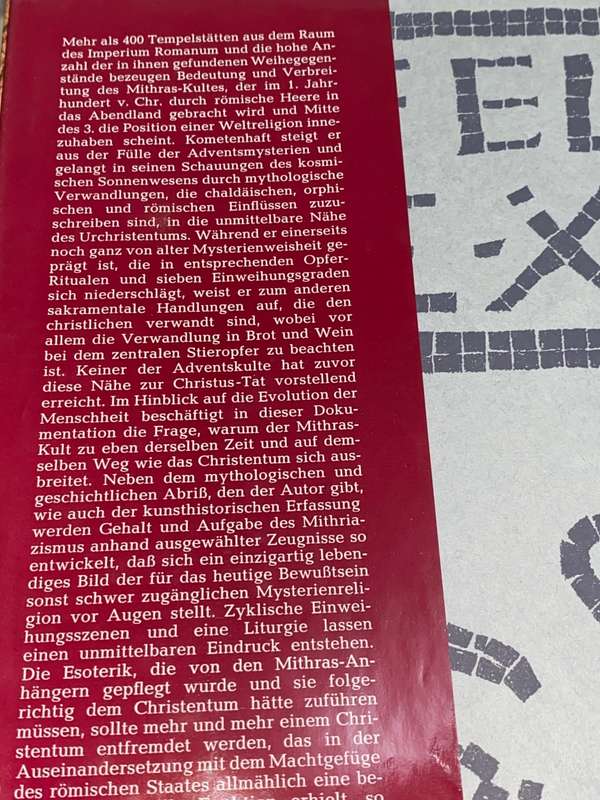 Mehr als 400 Tempelstätten aus dem Raum
des Imperium Romanum und die hohe An-
zahl der in ihnen gefundenen Weihegegen-
stände bezeugen Bedeutung und Verbrei-
tung des Mithras-Kultes, der im 1. Jahr-
hundert v. Chr. durch römische Heere in
das Abendland gebracht wird und Mitte
des 3. die Position einer Weltreligion inne-
zuhaben scheint. Kometenhaft steigt er
aus der Fülle der Adventsmysterien und
gelangt in seinen Schauungen des kosmi-
schen Sonnenwesens durch mythologische
Verwandlungen, die chaldäischen, orphi-
schen und römischen Einflüssen zuzu-
schreiben sind, in die unmittelbare Nähe
des Urchristentums. Während er einerseits
noch ganz von alter Mysterienweisheit ge-
prägt ist, die in entsprechenden Opfer-
Ritualen und sieben Einweihungsgraden
sich niederschlägt, weist er zum anderen
sakramentale Handlungen auf, die den
christlichen verwandt sind, wobei vor
allem die Verwandlung in Brot und Wein
bei dem zentralen Stieropfer zu beachten
ist. Keiner der Adventskulte hat zuvor
diese Nähe zur Christus-Tat vorstellend
erreicht. Im Hinblick auf die Evolution der
Menschheit beschäftigt in dieser Doku-
mentation die Frage, warum der Mithras-
Kult zu eben derselben Zeit und auf dem-
selben Weg wie das Christentum sich aus-
breitet. Neben dem mythologischen und
geschichtlichen Abriß, den der Autor gibt,
wie auch der kunsthistorischen Erfassung
werden Gehalt und Aufgabe des Mithria-
zismus anhand ausgewählter Zeugnisse so
entwickelt, daß sich ein einzigartig leben-
diges Bild der für das heutige Bewußtsein
sonst schwer zugänglichen Mysterienreli-
gion vor Augen stellt. Zyklische Einwei-
hungsszenen und eine Liturgie lassen
einen unmittelbaren Eindruck entstehen.
Die Esoterik, die von den Mithras-An-
hängern gepflegt wurde und sie folge-
richtig dem Christentum hätte zuführen
müssen, sollte mehr und mehr einem Chri-
stentum entfremdet werden, das in der
Auseinandersetzung mit dem Machtgefüge
des römischen Staates allmählich eine be-
erhielt, so